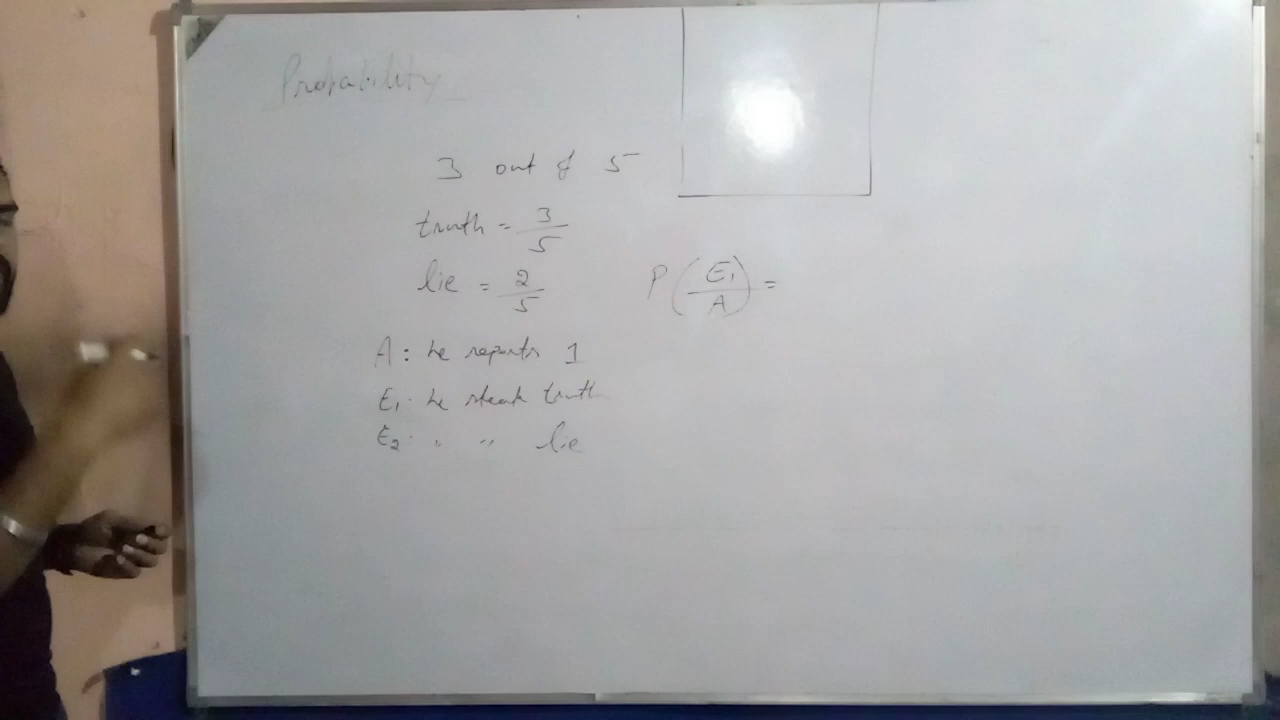 Probability
3 out of 5
truth = 3/5
lie = 2/5
P(E₁/A) =
A: he reports 1
E₁: he steak truth
E₂: " " lie